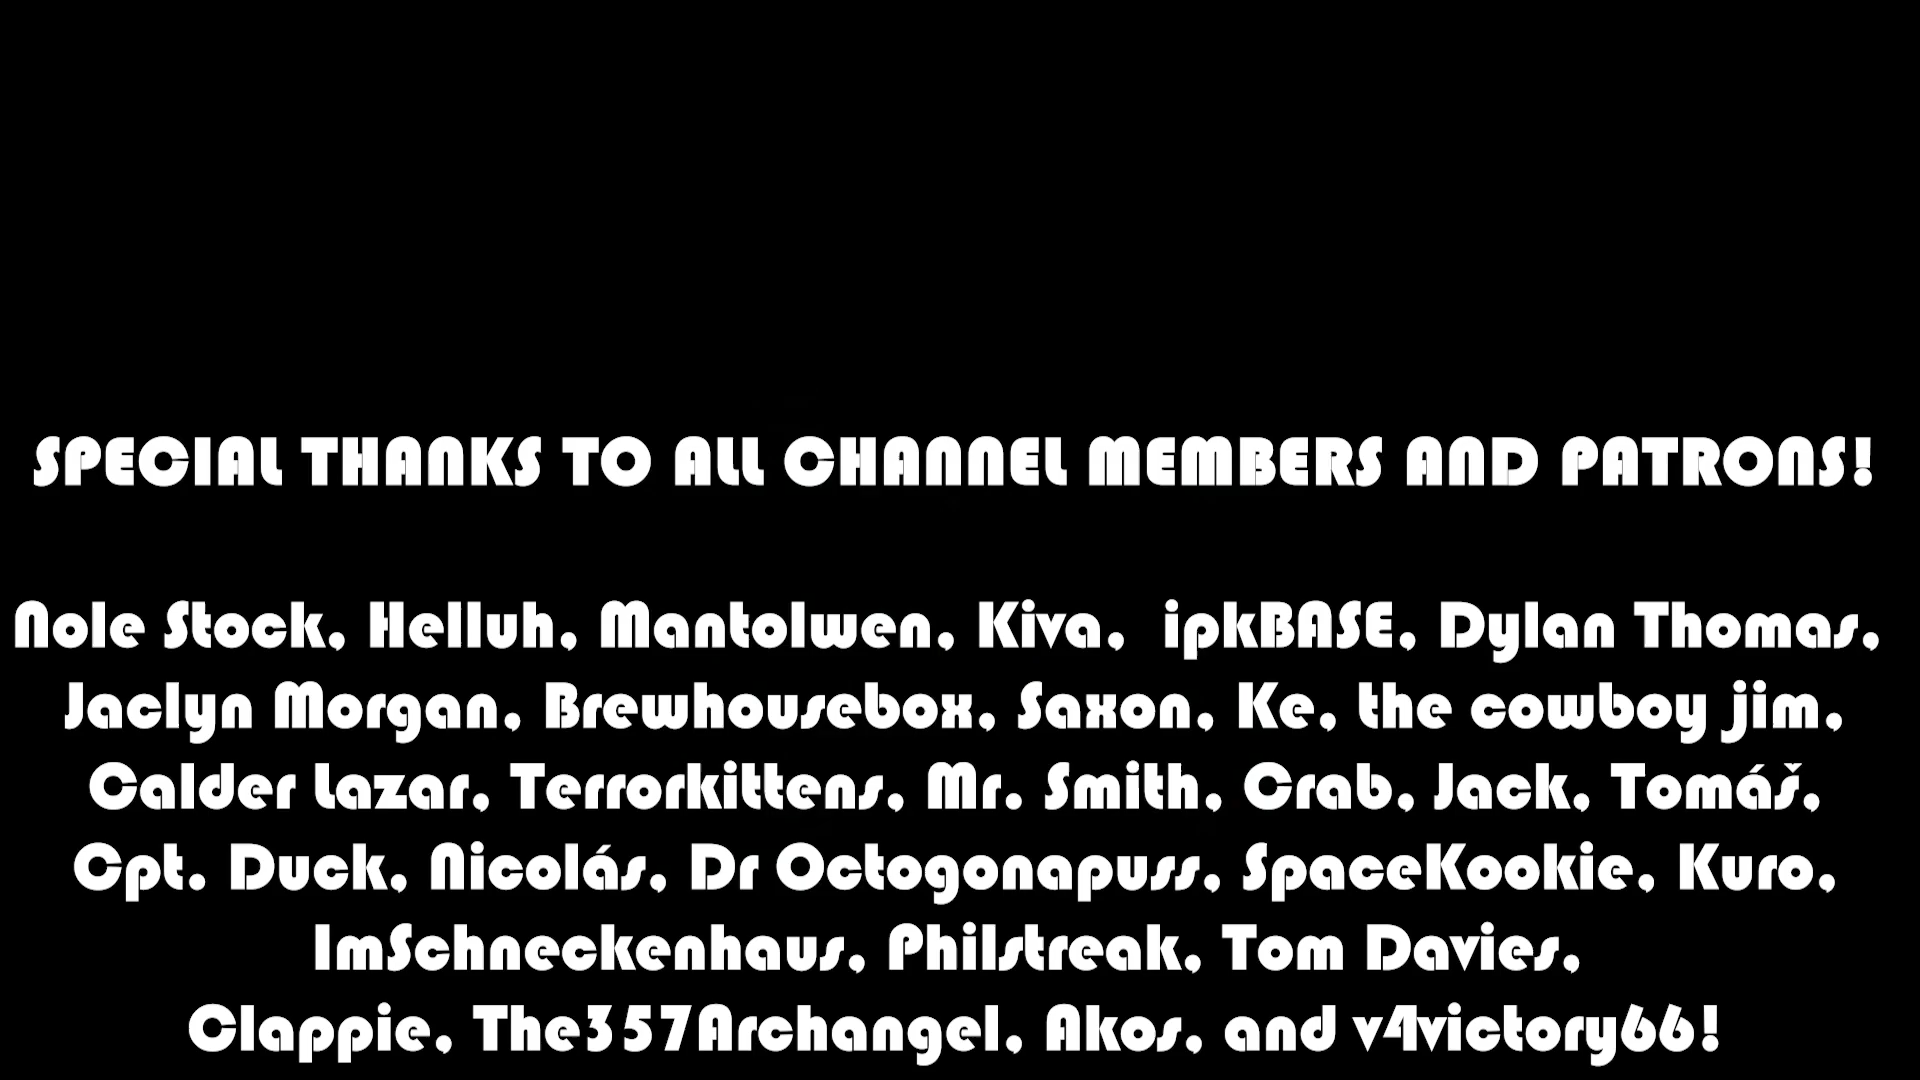 SPECIAL THANKS TO ALL CHANNEL MEMBERS AND PATRONS!
Nole Stock, Helluh, Mantolwen, Kiva, ipkBASE, Dylan Thomas,
Jaclyn Morgan, Brewhousebox, Saxon, Ke, the cowboy jim,
Calder Lazar, Terrorkittens, Mr. Smith, Crab, Jack, Tomáš,
Cpt. Duck, Nicolás, Dr Octogonapuss, SpaceKookie, Kuro,
ImSchneckenhaus, Philstreak, Tom Davies,
Clappie, The357Archangel, Akos, and v4victory66!